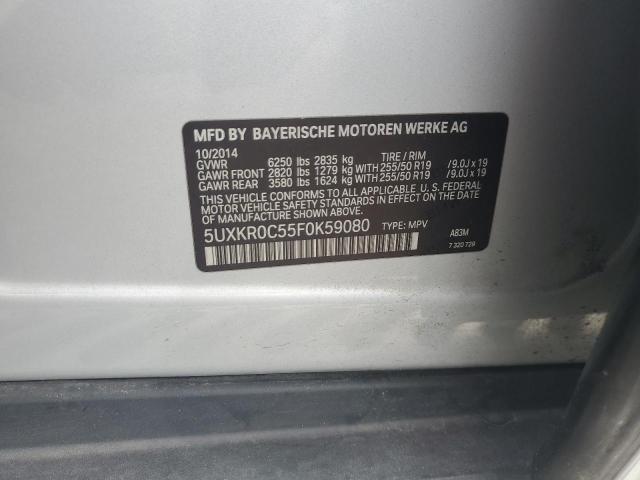 MFD BY BAYERISCHE MOTOREN WERKE AG
10/2014 TIRE / RIM
GVWR 6250 lbs 2835 kg
GAWR FRONT 2820 lbs 1279 kg WITH 255/50 R19 /9.0J x 19
GAWR REAR 3580 lbs 1624 kg WITH 255/50 R19 /9.0J x 19
THIS VEHICLE CONFORMS TO ALL APPLICABLE U. S. FEDERAL
MOTOR VEHICLE SAFETY STANDARDS IN EFFECT ON THE DATE
OF MANUFACTURE SHOWN ABOVE.
5UXKR0C55F0K59080 TYPE: MPV A83M
7 320 729